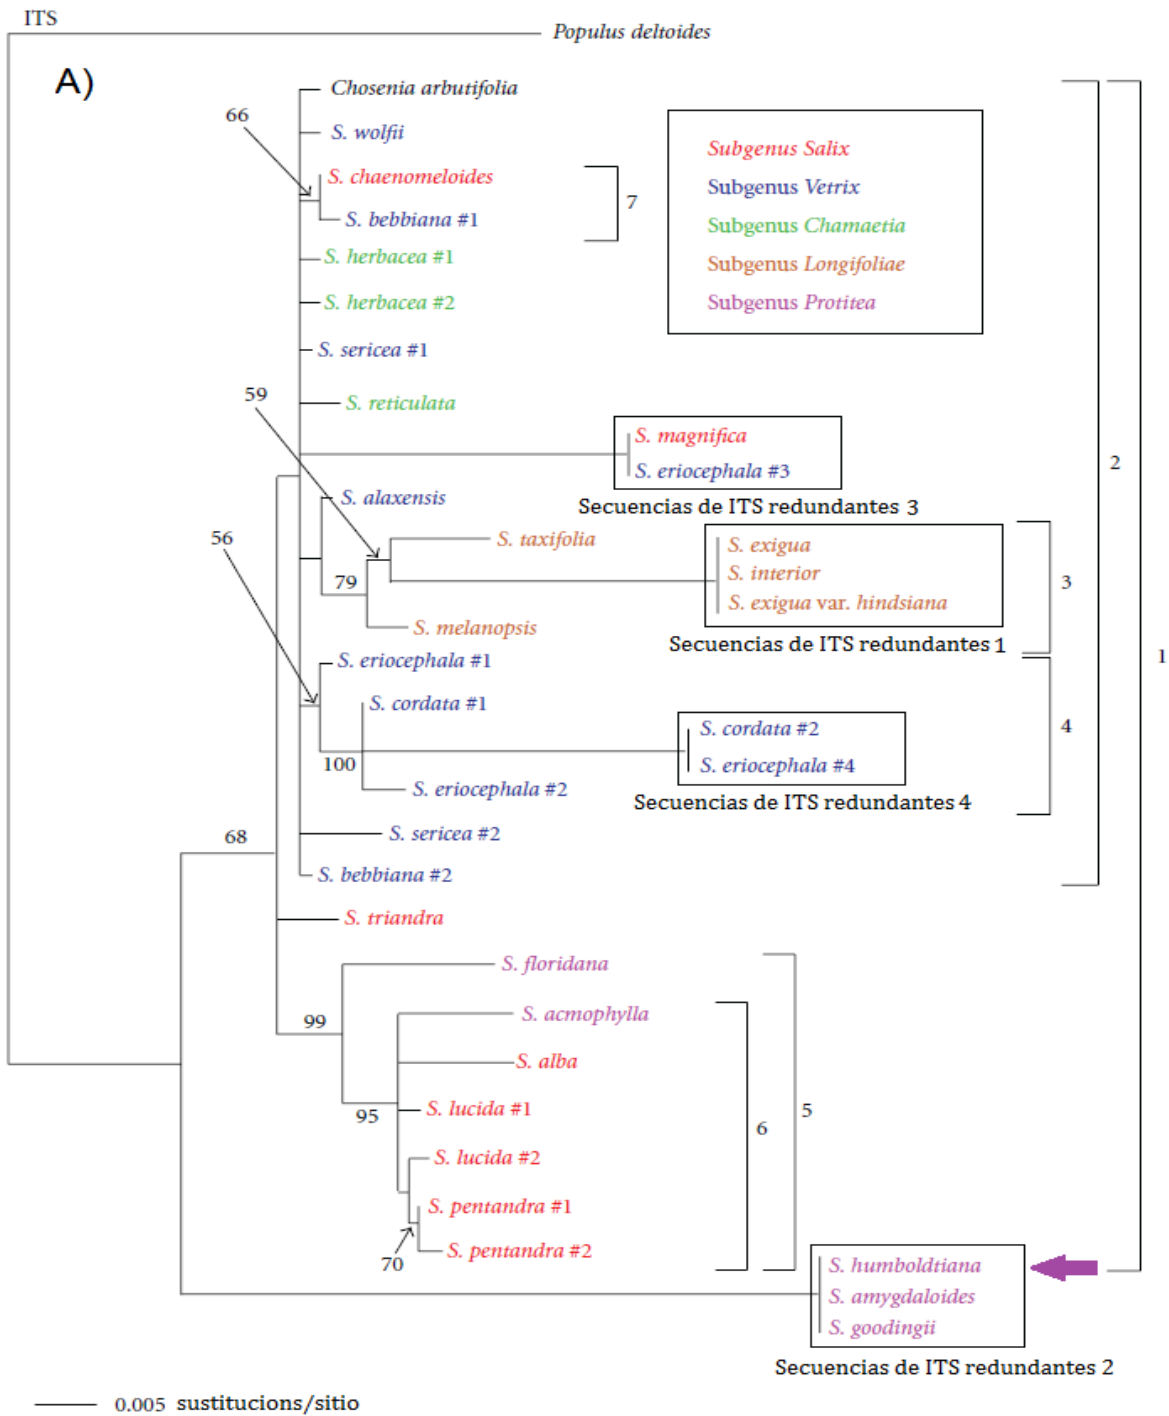 ITS
Populus deltoides
A)
Chosenia arbutifolia
66
S. wolfii
S. chaenomeloides
7
S. bebbiana #1
Subgenus Salix
Subgenus Vetrix
Subgenus Chamaetia
Subgenus Longifoliae
Subgenus Protitea
S. herbacea #1
S. herbacea #2
S. sericea #1
59
S. reticulata
S. magnifica
S. eriocephala #3
2
Secuencias de ITS redundantes 3
S. alaxensis
56
S. taxifolia
S. exigua
S. interior
S. exigua var. hindsiana
79
3
S. melanopsis
Secuencias de ITS redundantes 1
1
S. eriocephala #1
S. cordata #1
S. cordata #2
S. eriocephala #4
4
100
S. eriocephala #2
Secuencias de ITS redundantes 4
S. sericea #2
68
S. bebbiana #2
S. triandra
S. floridana
99
S. acmophylla
S. alba
S. lucida #1
95
5
6
S. lucida #2
S. pentandra #1
S. pentandra #2
70
S. humboldtiana
S. amygdaloides
S. goodingii
Secuencias de ITS redundantes 2
0.005 sustitucions/sitio